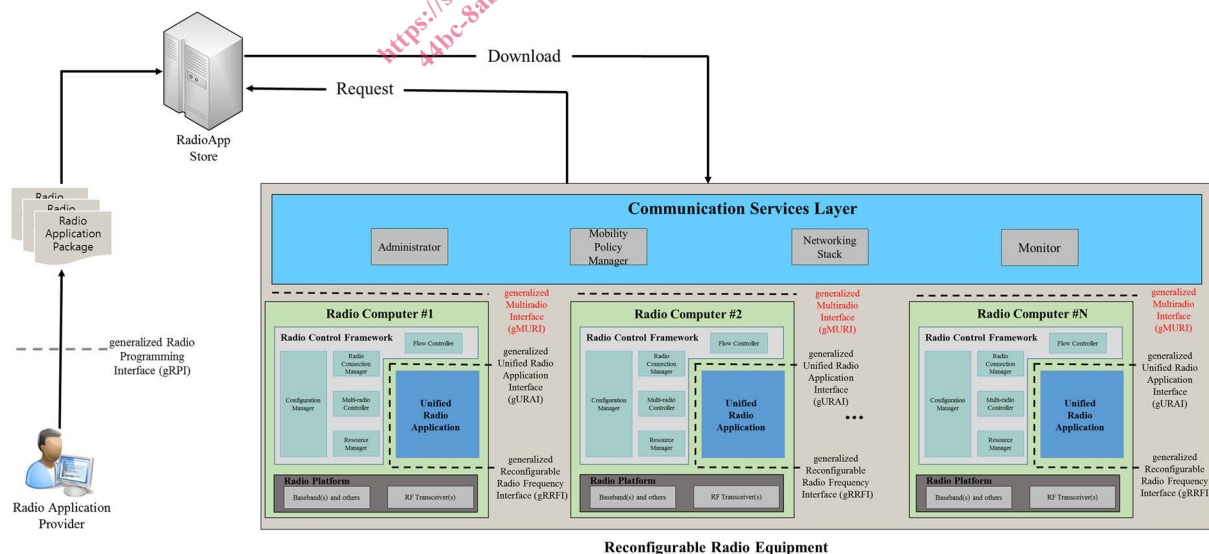 https://s
44bc-8a
Download
Request
RadioApp
Store
Radio
Radio
Radio
Application
Package
generalized Radio
Programming
Interface (gRPI)
Radio Application
Provider
Communication Services Layer
Administrator
Mobility
Policy
Manager
Networking
Stack
Monitor
generalized
Multiradio
Interface
(gMURI)
Radio Computer #1
Radio Control Framework
Flow Controller
Configuration
Manager
Radio
Connection
Manager
Multi-radio
Controller
Resource
Manager
Unified
Radio
Application
generalized
Unified Radio
Application
Interface
(gURAI)
generalized
Reconfigurable
Radio Frequency
Interface (gRRFI)
Radio Platform
Baseband(s) and others
RF Transceiver(s)
generalized
Multiradio
Interface
(gMURI)
Radio Computer #2
Radio Control Framework
Flow Controller
Configuration
Manager
Radio
Connection
Manager
Multi-radio
Controller
Resource
Manager
Unified
Radio
Application
generalized
Unified Radio
Application
Interface
(gURAI)
...
generalized
Reconfigurable
Radio Frequency
Interface (gRRFI)
Radio Platform
Baseband(s) and others
RF Transceiver(s)
generalized
Multiradio
Interface
(gMURI)
Radio Computer #N
Radio Control Framework
Flow Controller
Configuration
Manager
Radio
Connection
Manager
Multi-radio
Controller
Resource
Manager
Unified
Radio
Application
generalized
Unified Radio
Application
Interface
(gURAI)
generalized
Reconfigurable
Radio Frequency
Interface (gRRFI)
Radio Platform
Baseband(s) and others
RF Transceiver(s)
Reconfigurable Radio Equipment